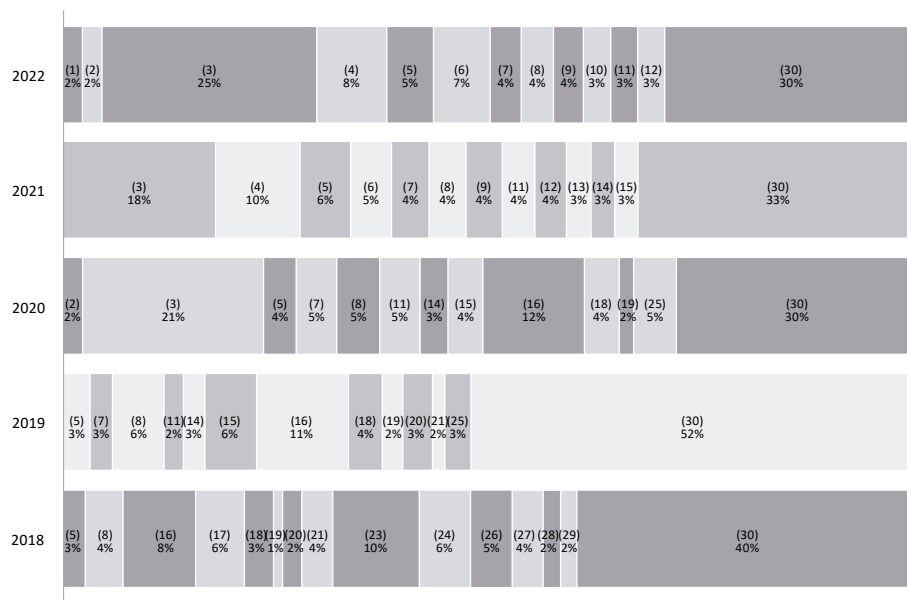 2022
(1) (2) (3) (4) (5) (6) (7) (8) (9) (10) (11) (12) (30)
2% 2% 25% 8% 5% 7% 4% 4% 4% 3% 3% 3% 30%
2021
(3) (4) (5) (6) (7) (8) (9) (11) (12) (13) (14) (15) (30)
18% 10% 6% 5% 4% 4% 4% 4% 4% 3% 3% 3% 33%
2020
(2) (3) (5) (7) (8) (11) (14) (15) (16) (18) (19) (25) (30)
2% 21% 4% 5% 5% 5% 3% 4% 12% 4% 2% 5% 30%
2019
(5) (7) (8) (11) (14) (15) (16) (18) (19) (20) (21) (25) (30)
3% 3% 6% 2% 3% 6% 11% 4% 2% 3% 2% 3% 52%
2018
(5) (8) (16) (17) (18) (19) (20) (21) (23) (24) (26) (27) (28) (29) (30)
3% 4% 8% 6% 3% 1% 2% 4% 10% 6% 5% 4% 2% 2% 40%